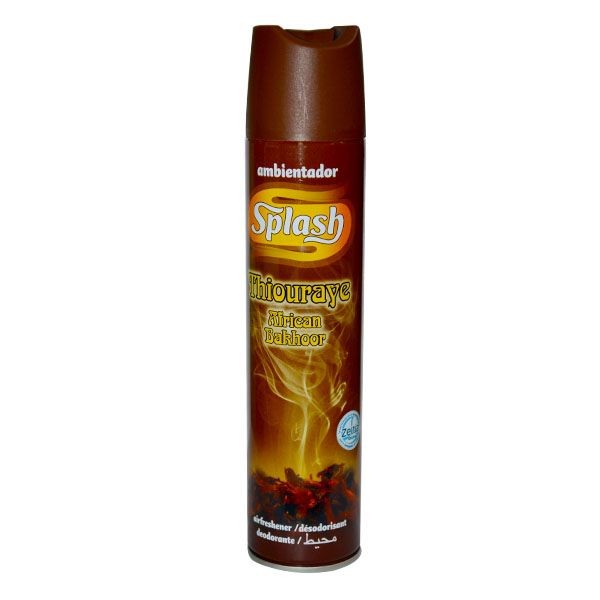 ambientador
Splash
Thiouraye
African
Bakhoor
airfreshener / désodorisant
deodorante / محيط